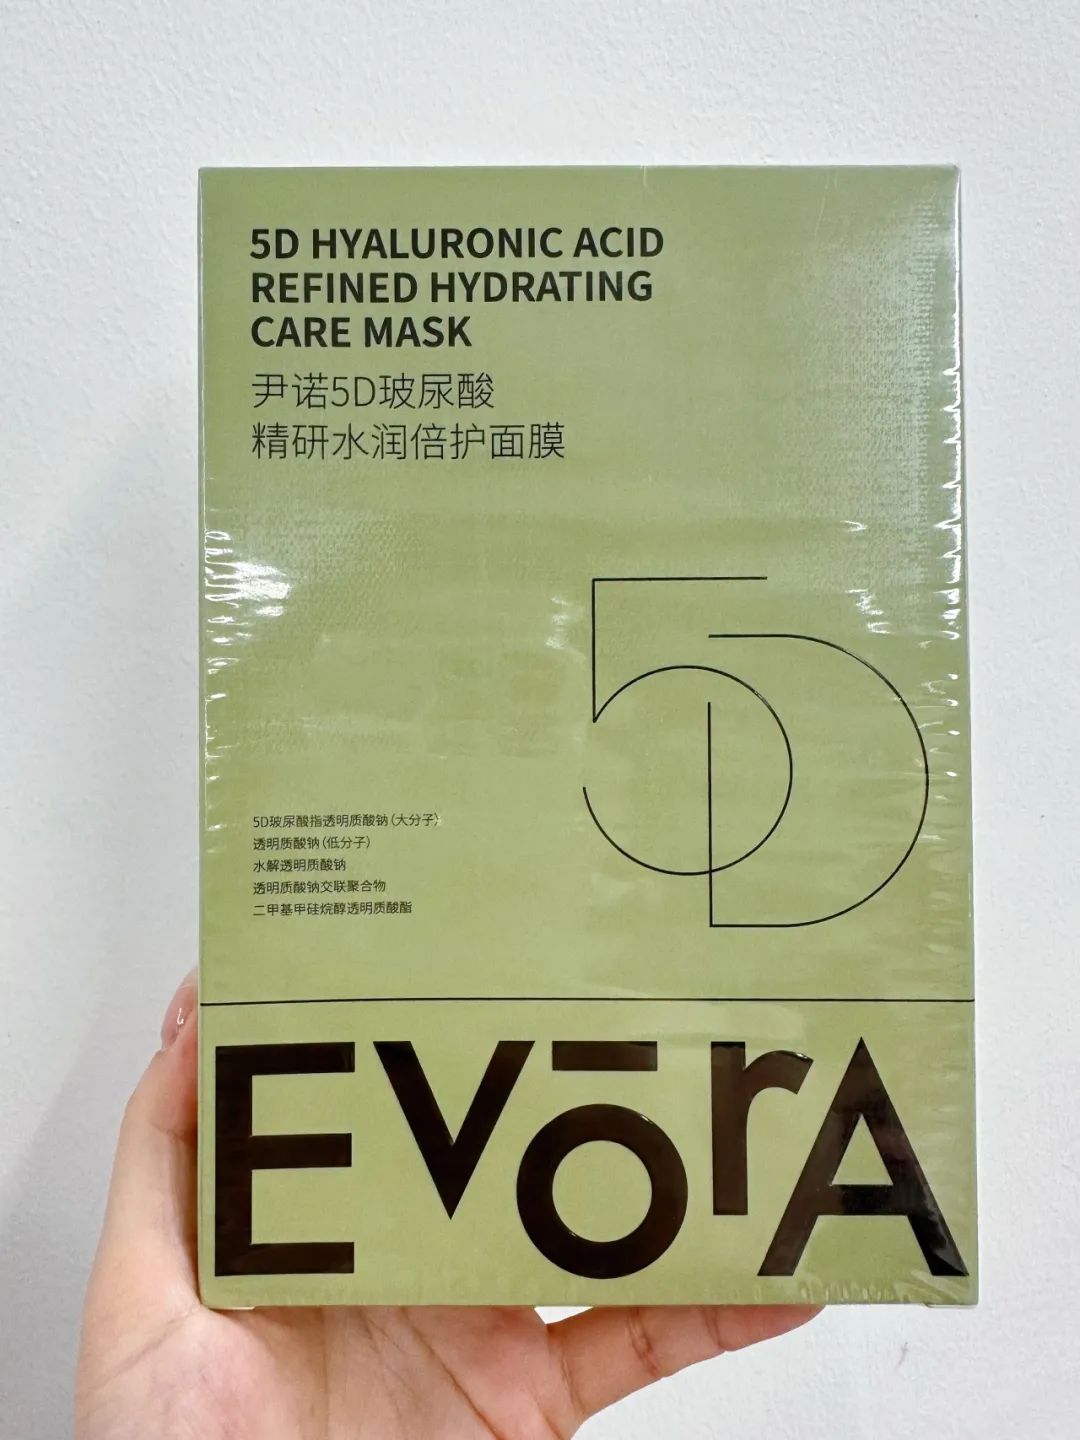 5D HYALURONIC ACID
REFINED HYDRATING
CARE MASK
尹诺5D玻尿酸
精研水润倍护面膜
5D
5D玻尿酸指透明质酸钠(大分子)
透明质酸钠(低分子)
水解透明质酸钠
透明质酸钠交联聚合物
二甲基甲硅烷醇透明质酸酯
EVōrA